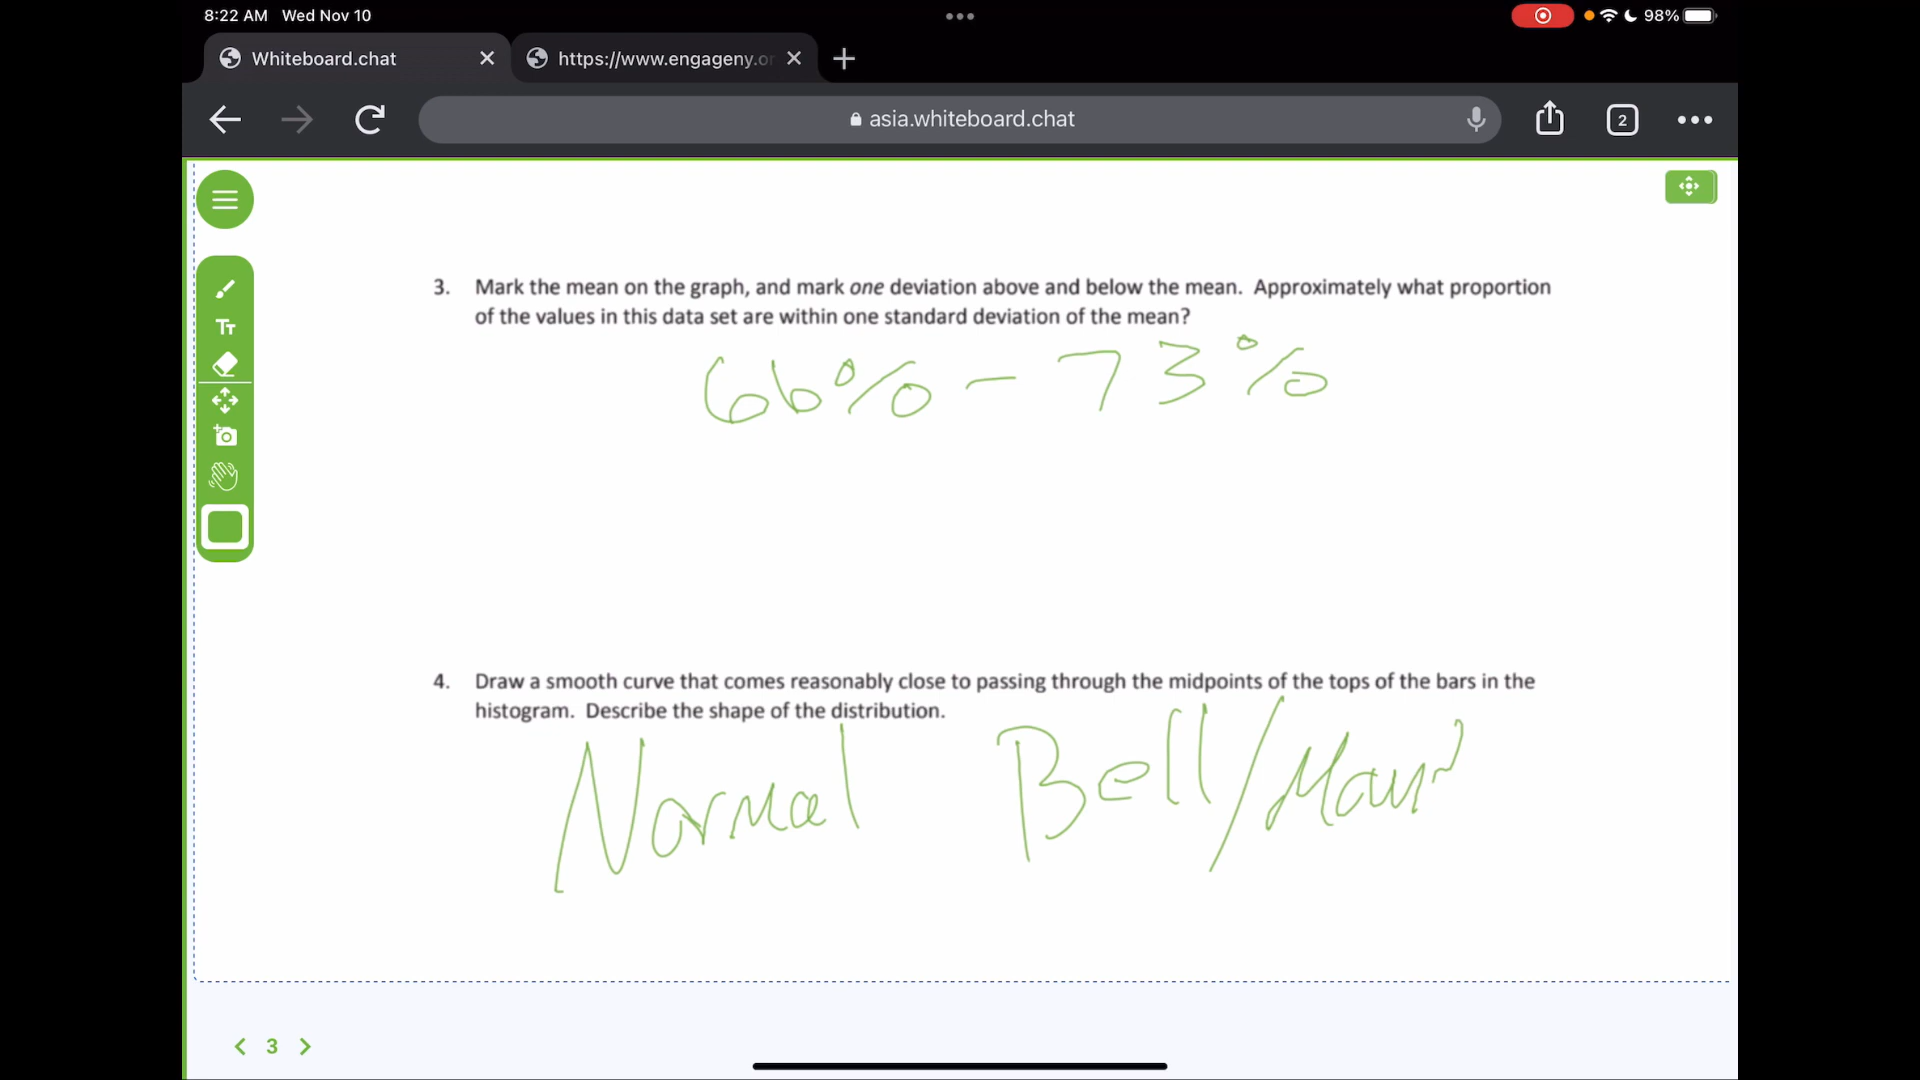 8:22 AM Wed Nov 10
98%
Whiteboard.chat
https://www.engageny.o
asia.whiteboard.chat
2
3. Mark the mean on the graph, and mark one deviation above and below the mean. Approximately what proportion
of the values in this data set are within one standard deviation of the mean?
66% - 73%
4. Draw a smooth curve that comes reasonably close to passing through the midpoints of the tops of the bars in the
histogram. Describe the shape of the distribution.
Normal Bell/
< 3 >